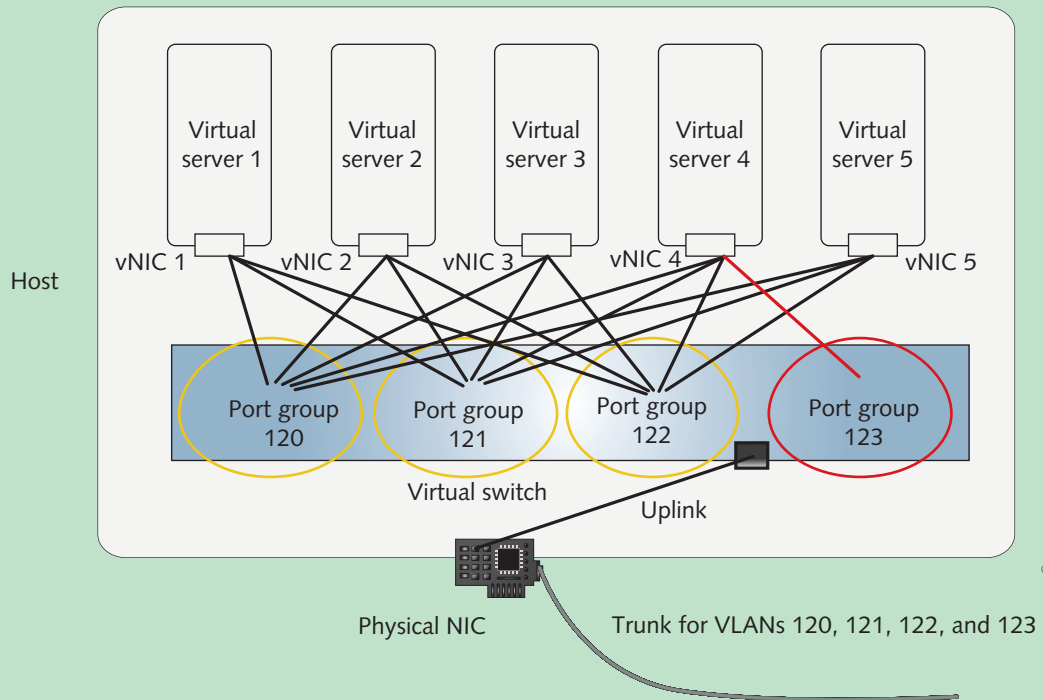 Virtual
server 1
Virtual
server 2
Virtual
server 3
Virtual
server 4
Virtual
server 5
vNIC 1
vNIC 2
vNIC 3
vNIC 4
vNIC 5
Host
Port group
120
Port group
121
Port group
122
Port group
123
Virtual switch
Uplink
Physical NIC
Trunk for VLANs 120, 121, 122, and 123